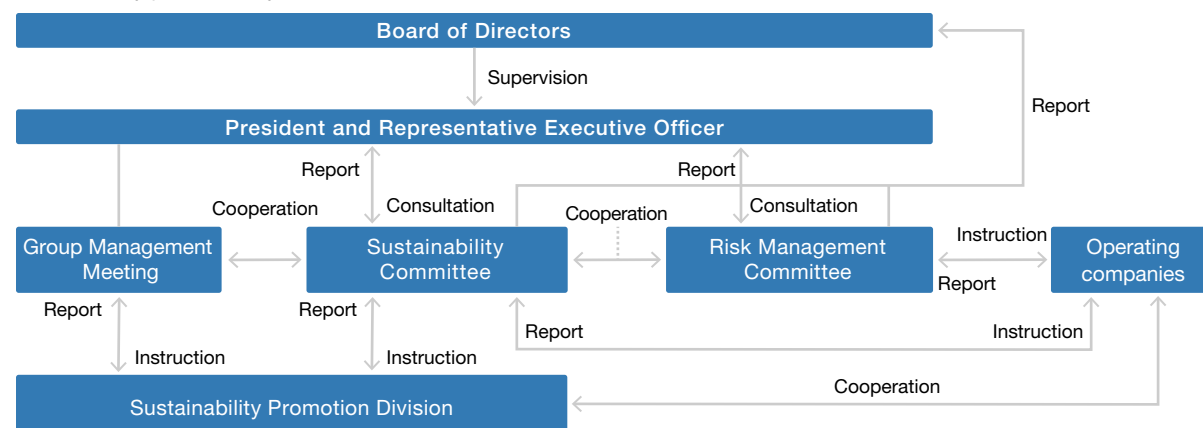 Board of Directors
Supervision
Report
President and Representative Executive Officer
Report
Report
Cooperation
Consultation
Cooperation
Consultation
Group Management
Meeting
Sustainability
Committee
Risk Management
Committee
Instruction
Operating
companies
Report
Report
Report
Report
Instruction
Instruction
Instruction
Cooperation
Sustainability Promotion Division